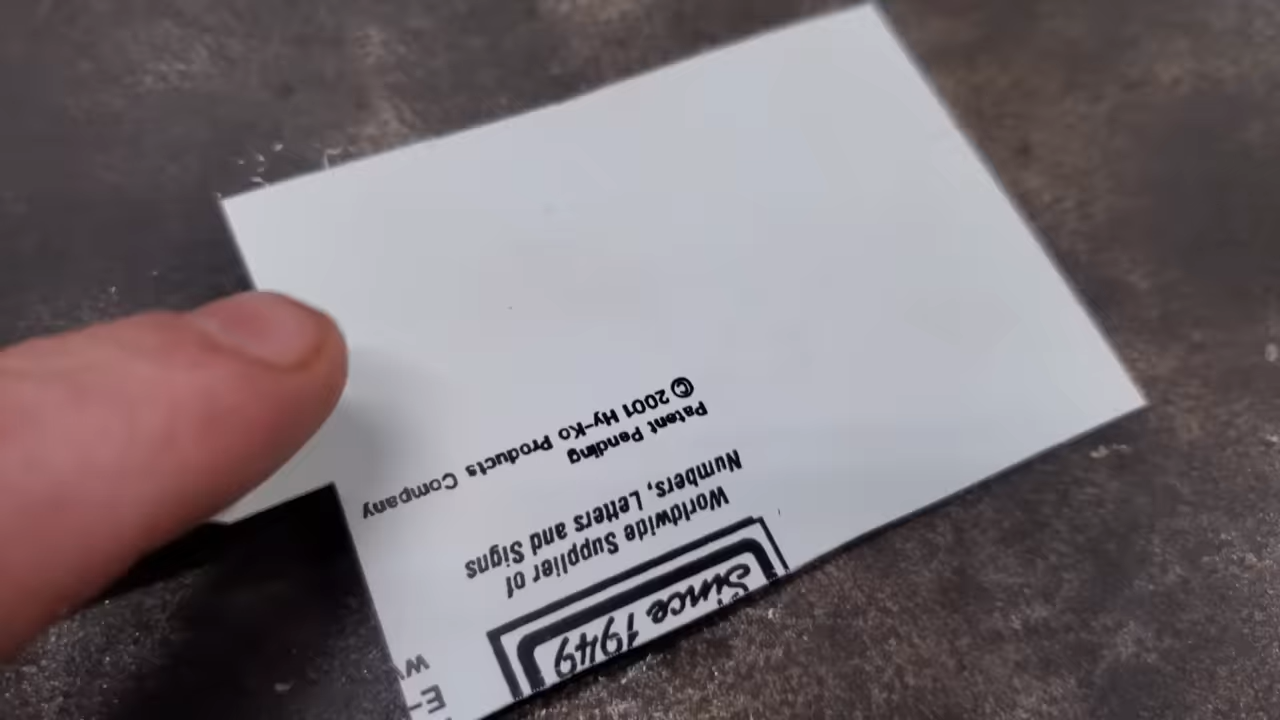 Since 1949
Worldwide Supplier of
Numbers, Letters and Signs
Patent Pending
© 2001 Hy-Ko Products Company
E-
W